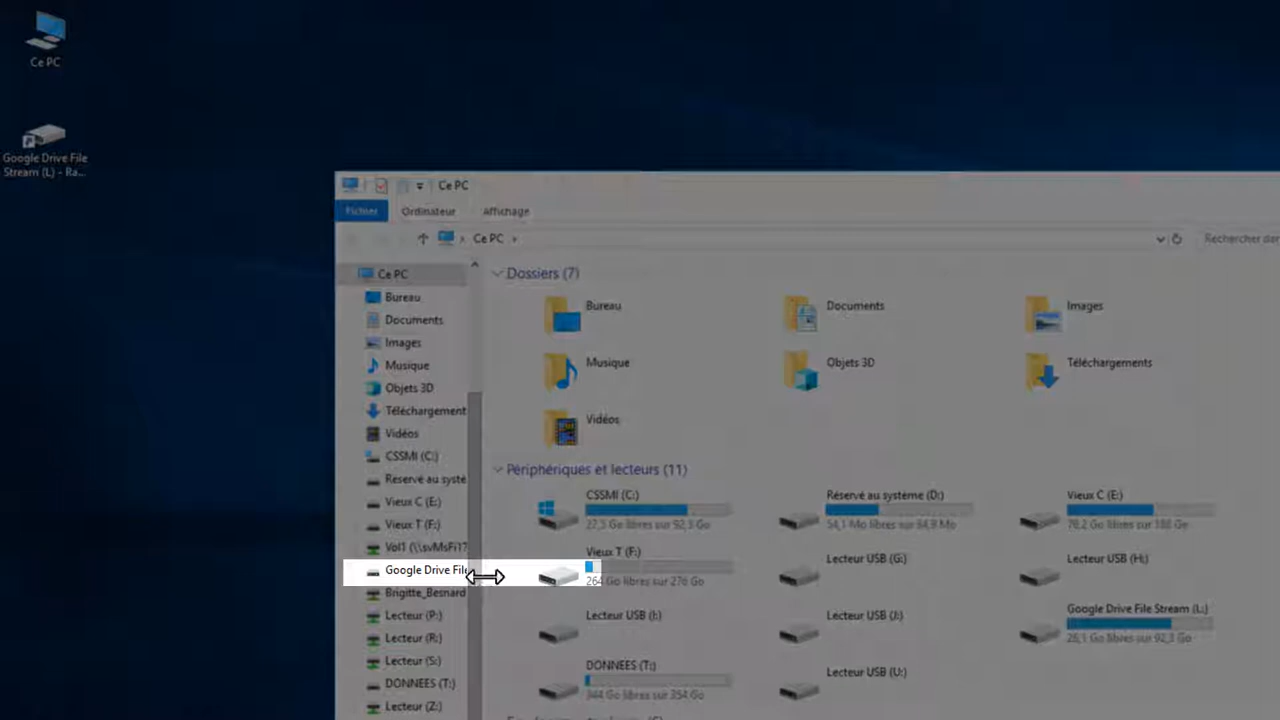 Ce PC
Google Drive File
Stream (L) - Ra...
Ce PC
Fichier
Ordinateur
Affichage
Ce PC
Rechercher dan
Ce PC
Bureau
Documents
Images
Musique
Objets 3D
Téléchargement
Vidéos
CSSMI (C:)
Réservé au systè
Vieux C (E:)
Vieux T (F:)
Vol1 (\\svMsFi1?
Google Drive File
Brigitte_Besnard
Lecteur (P:)
Lecteur (R:)
Lecteur (S:)
DONNEES (T:)
Lecteur (Z:)
Dossiers (7)
Bureau
Documents
Images
Musique
Objets 3D
Téléchargements
Vidéos
Périphériques et lecteurs (11)
CSSMI (C:)
27,3 Go libres sur 92,3 Go
Réservé au système (D:)
54,1 Mo libres sur 84,9 Mo
Vieux C (E:)
76,2 Go libres sur 186 Go
Vieux T (F:)
264 Go libres sur 276 Go
Lecteur USB (G:)
Lecteur USB (H:)
Lecteur USB (I:)
Lecteur USB (J:)
Google Drive File Stream (L:)
26,1 Go libres sur 92,3 Go
DONNEES (T:)
344 Go libres sur 354 Go
Lecteur USB (U:)